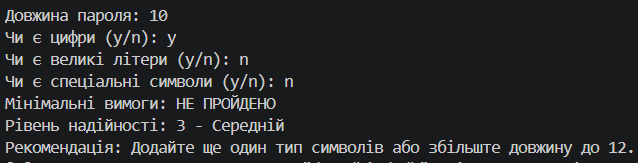 Довжина пароля: 10
Чи є цифри (y/n): y
Чи є великі літери (y/n): n
Чи є спеціальні символи (y/n): n
Мінімальні вимоги: НЕ ПРОЙДЕНО
Рівень надійності: 3 - Середній
Рекомендація: Додайте ще один тип символів або збільште довжину до 12.